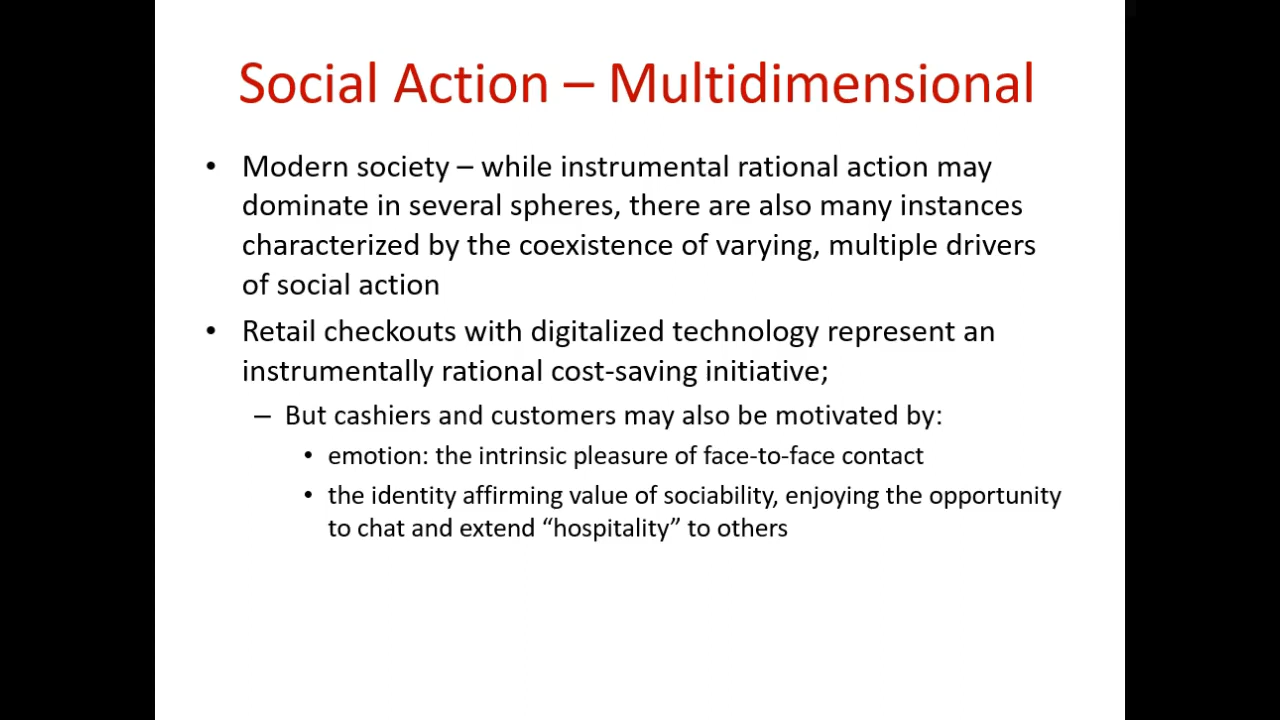 Social Action – Multidimensional
• Modern society – while instrumental rational action may
dominate in several spheres, there are also many instances
characterized by the coexistence of varying, multiple drivers
of social action
• Retail checkouts with digitalized technology represent an
instrumentally rational cost-saving initiative;
– But cashiers and customers may also be motivated by:
• emotion: the intrinsic pleasure of face-to-face contact
• the identity affirming value of sociability, enjoying the opportunity
to chat and extend “hospitality” to others